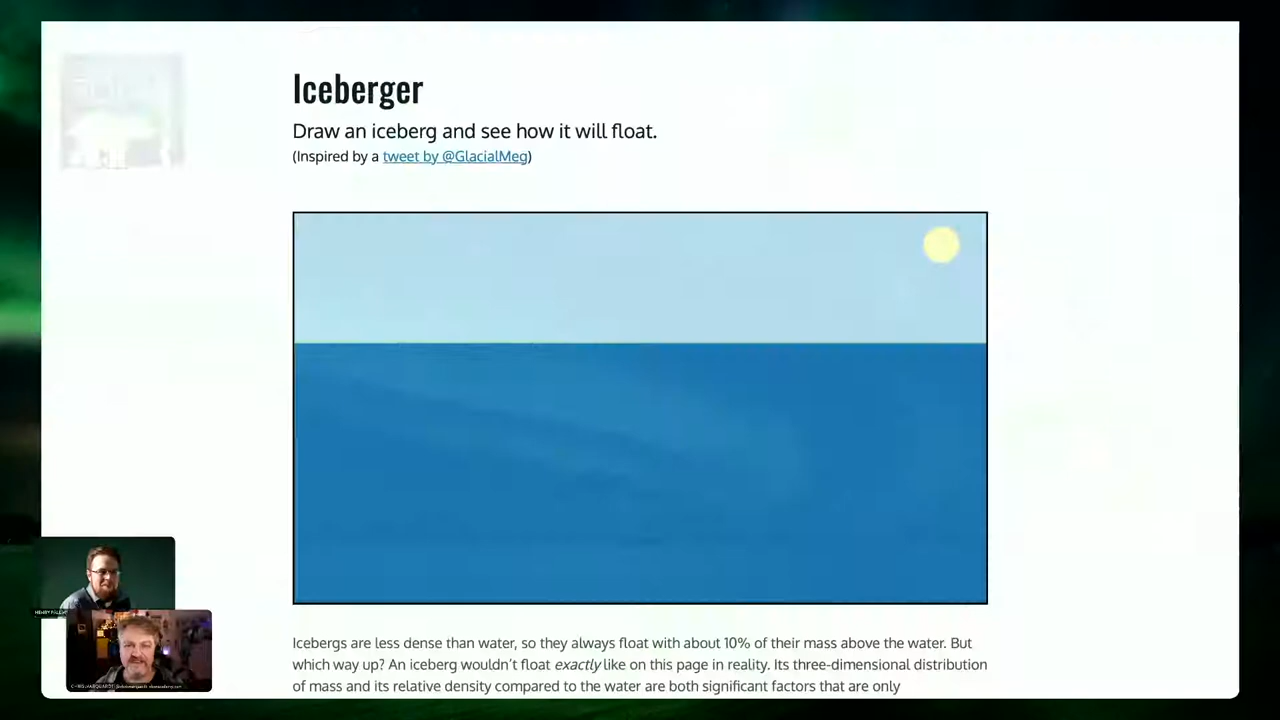 Iceberger
Draw an iceberg and see how it will float.
(Inspired by a tweet by @GlacialMeg)
Icebergs are less dense than water, so they always float with about 10% of their mass above the water. But
which way up? An iceberg wouldn't float exactly like on this page in reality. Its three-dimensional distribution
of mass and its relative density compared to the water are both significant factors that are only